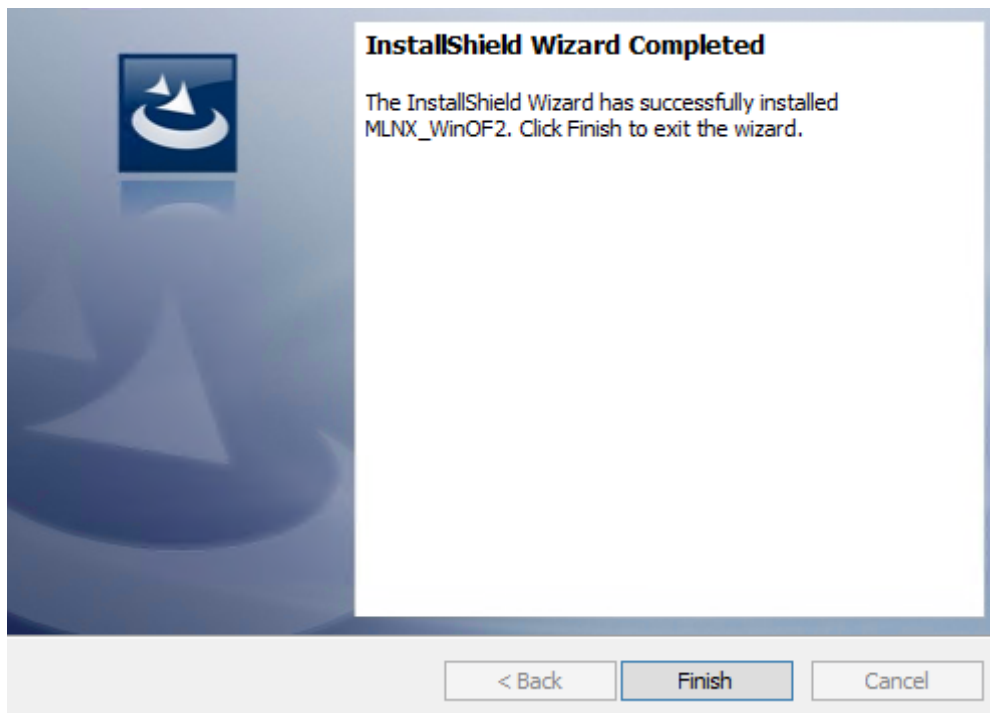 InstallShield Wizard Completed
The InstallShield Wizard has successfully installed
MLNX_WinOF2. Click Finish to exit the wizard.
< Back
Finish
Cancel